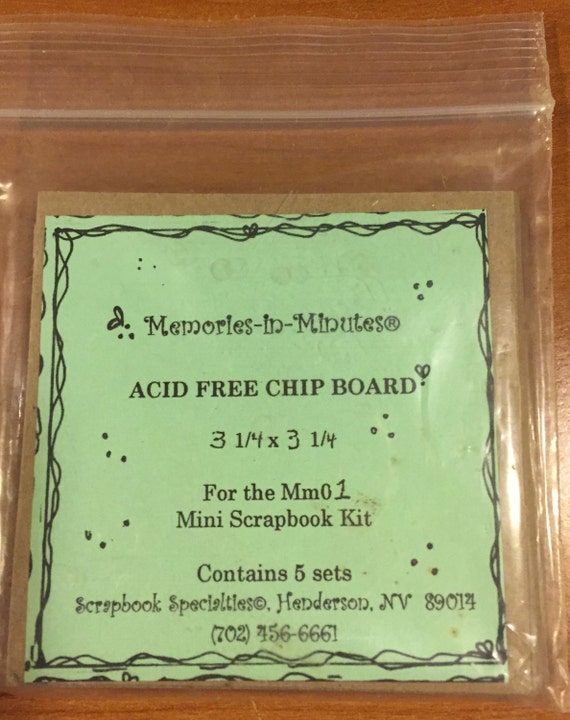 Memories-in-Minutes®
ACID FREE CHIP BOARD
3 1/4 x 3 1/4
For the Mm01
Mini Scrapbook Kit
Contains 5 sets
Scrapbook Specialties©, Henderson, NV 89014
(702) 456-6661